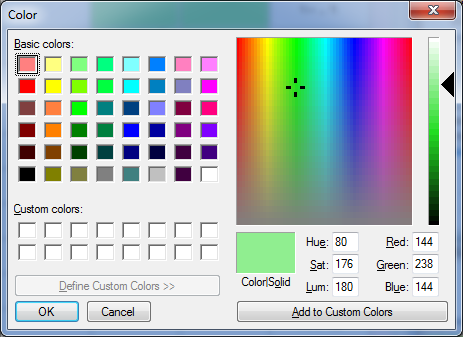 Color
Basic colors:
Custom colors:
Define Custom Colors >>
OK Cancel
Hue: 80 Red: 144
Sat: 176 Green: 238
Color|Solid
Lum: 180 Blue: 144
Add to Custom Colors